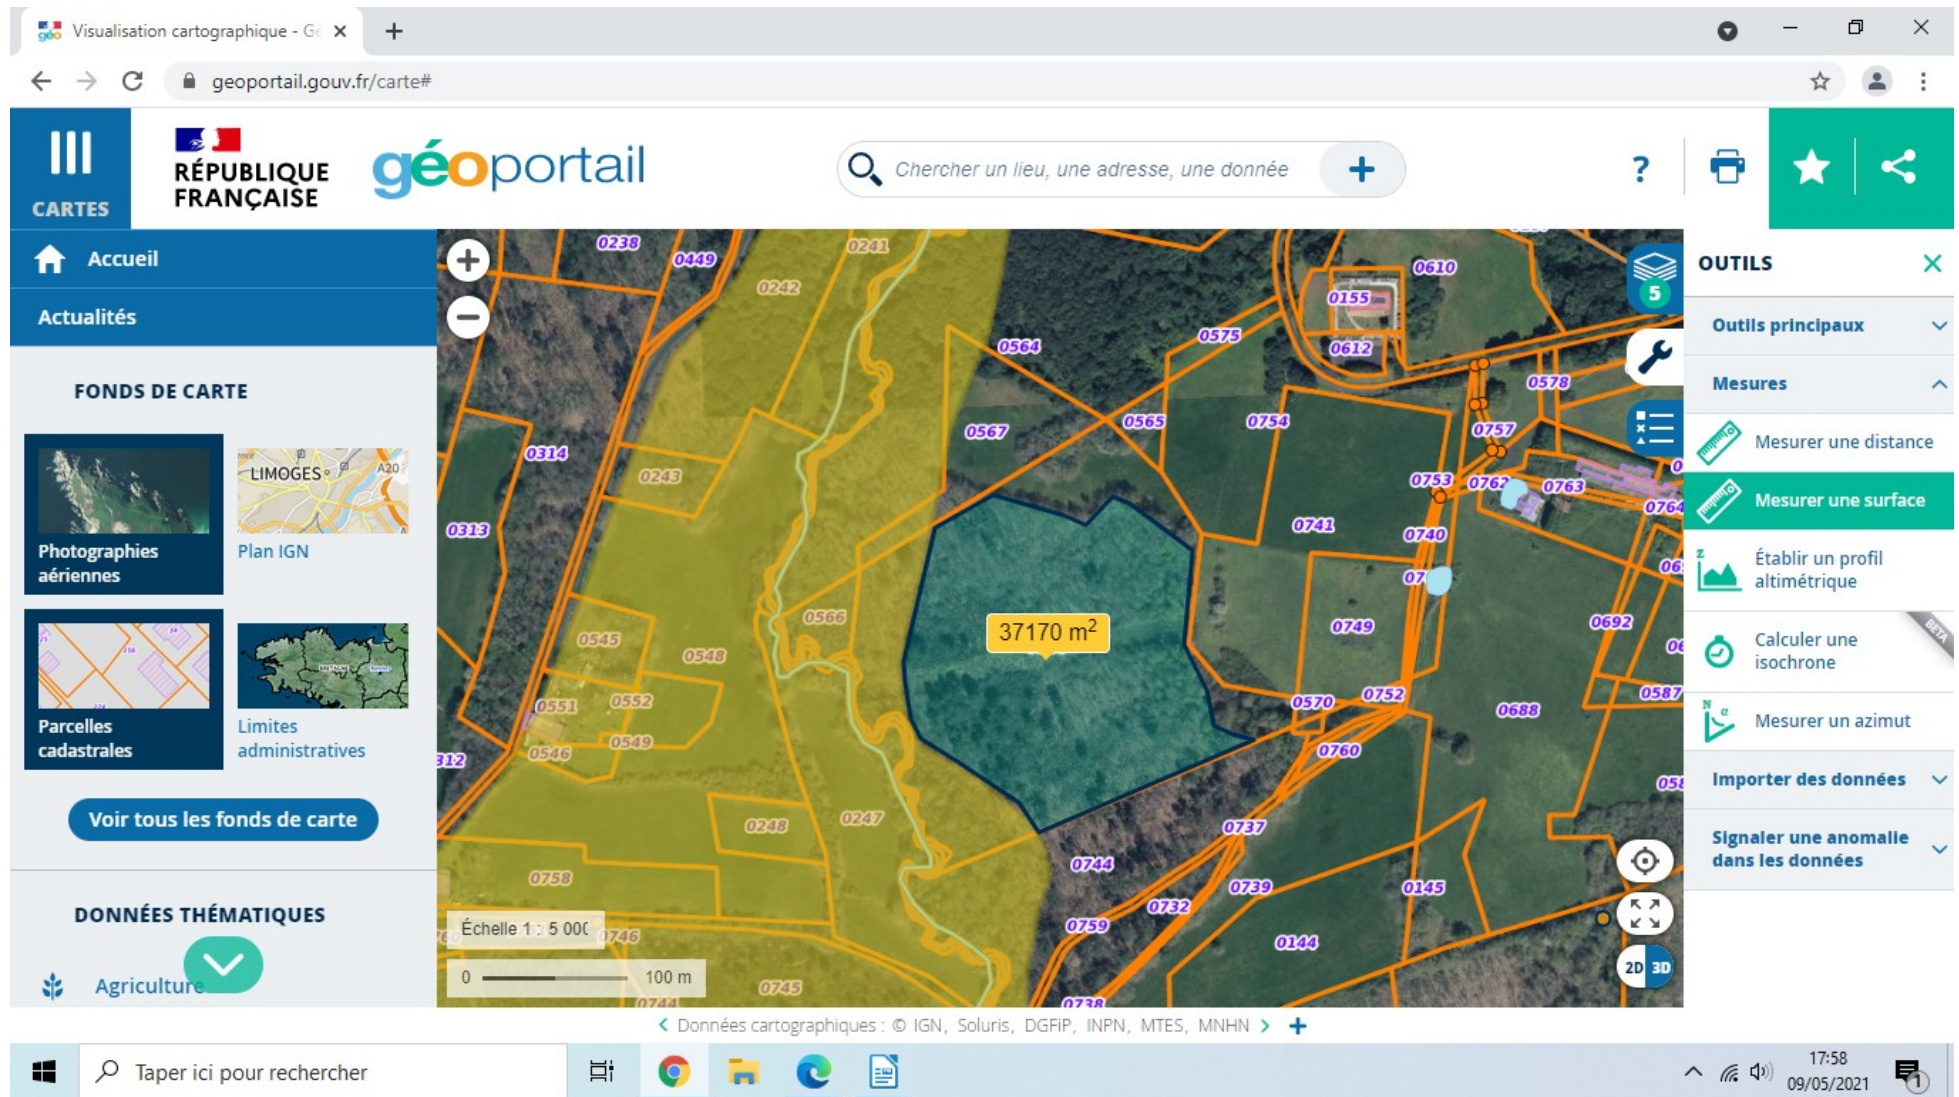 Visualisation cartographique - Gé
geoportail.gouv.fr/carte#
CARTES
RÉPUBLIQUE
FRANÇAISE
géoportail
Chercher un lieu, une adresse, une donnée
?
Accueil
Actualités
FONDS DE CARTE
LIMOGES
A20
Photographies
aériennes
Plan IGN
Parcelles
cadastrales
Limites
administratives
Voir tous les fonds de carte
DONNÉES THÉMATIQUES
Agriculture
0238
0241
0449
0610
0242
0155
0575
0564
0612
0578
0567
0565
0754
0757
0314
0243
0753
0762
0763
0764
0313
0741
0740
0566
37170 m²
0749
0692
0545
0548
0551
0552
0570
0752
0587
0688
0546
0549
0760
312
0248
0247
0737
0744
0758
0739
0145
0732
0759
0746
0144
0745
0744
0738
Échelle 1 : 5 000
0
100 m
2D 3D
5
OUTILS
Outils principaux
Mesures
Mesurer une distance
Mesurer une surface
Établir un profil
altimétrique
BETA
Calculer une
isochrone
Mesurer un azimut
Importer des données
Signaler une anomalie
dans les données
Données cartographiques : © IGN, Soluris, DGFiP, INPN, MTES, MNHN
Taper ici pour rechercher
17:58
09/05/2021
1